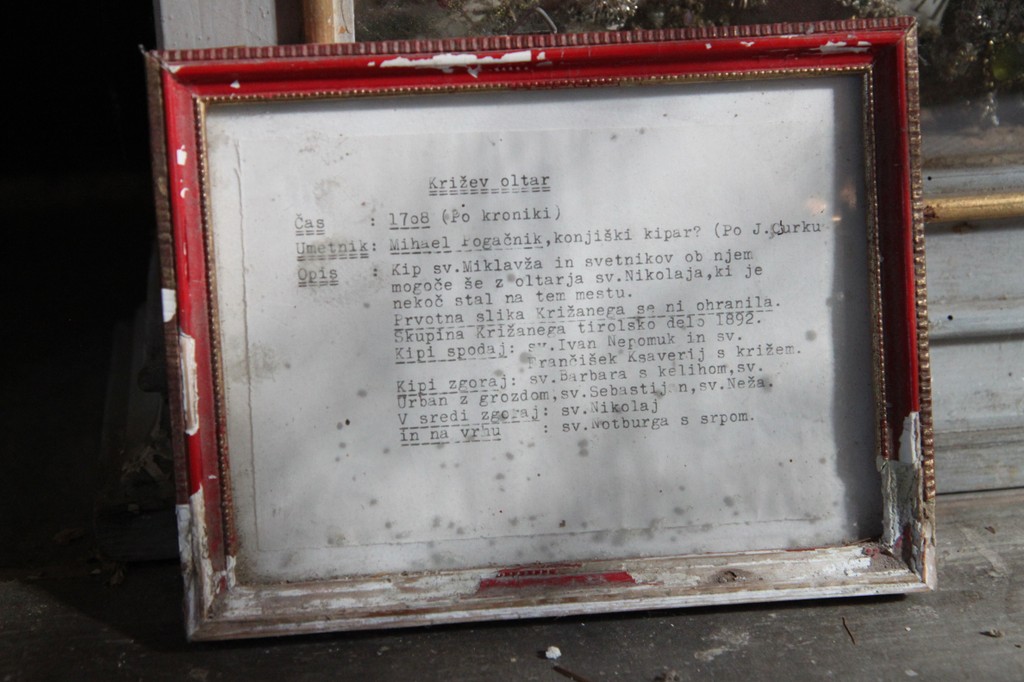 Križev oltar
Čas : 17o8 (Po kroniki)
Umetnik: Mihael Pogačnik,konjiški kipar? (Po J.Curku
Opis : Kip sv.Miklavža in svetnikov ob njem
mogoče še z oltarja sv.Nikolaja,ki je
nekoč stal na tem mestu.
Prvotna slika Križanega se ni ohranila.
Skupina Križanega tirolsko delo 1892.
Kipi spodaj: sv.Ivan Nepomuk in sv.
Frančišek Ksaverij s križem.
Kipi zgoraj: sv.Barbara s kelihom,sv.
Urban z grozdom,sv.Sebastijan,sv.Neža.
V sredi zgoraj: sv.Nikolaj
in na vrhu : sv.Notburga s srpom.